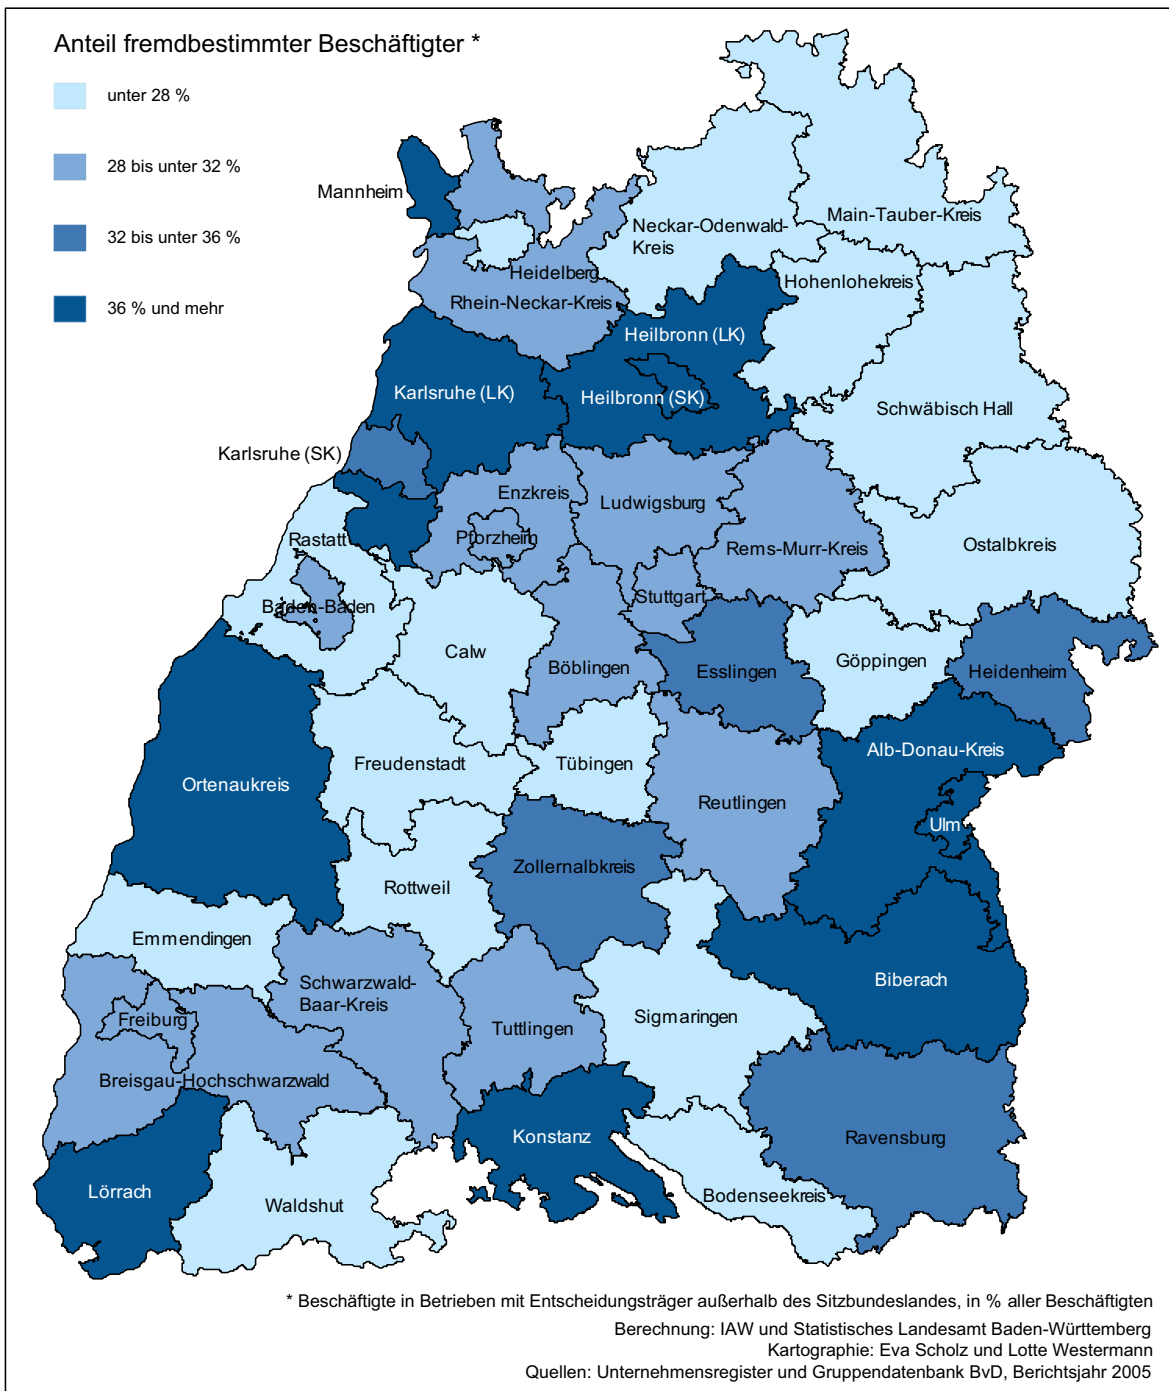 Anteil fremdbestimmter Beschäftigter *
unter 28 %
28 bis unter 32 %
32 bis unter 36 %
36 % und mehr
Mannheim
Main-Tauber-Kreis
Neckar-Odenwald-
Kreis
Heidelberg
Hohenlohekreis
Rhein-Neckar-Kreis
Heilbronn (LK)
Karlsruhe (LK)
Heilbronn (SK)
Schwäbisch Hall
Karlsruhe (SK)
Enzkreis
Ludwigsburg
Rastatt
Pforzheim
Rems-Murr-Kreis
Ostalbkreis
Baden-Baden
Stuttgart
Calw
Böblingen
Esslingen
Göppingen
Heidenheim
Alb-Donau-Kreis
Freudenstadt
Tübingen
Ortenaukreis
Reutlingen
Ulm
Zollernalbkreis
Rottweil
Emmendingen
Schwarzwald-
Baar-Kreis
Biberach
Freiburg
Tuttlingen
Sigmaringen
Breisgau-Hochschwarzwald
Konstanz
Ravensburg
Lörrach
Waldshut
Bodenseekreis
* Beschäftigte in Betrieben mit Entscheidungsträger außerhalb des Sitzbundeslandes, in % aller Beschäftigten
Berechnung: IAW und Statistisches Landesamt Baden-Württemberg
Kartographie: Eva Scholz und Lotte Westermann
Quellen: Unternehmensregister und Gruppendatenbank BvD, Berichtsjahr 2005